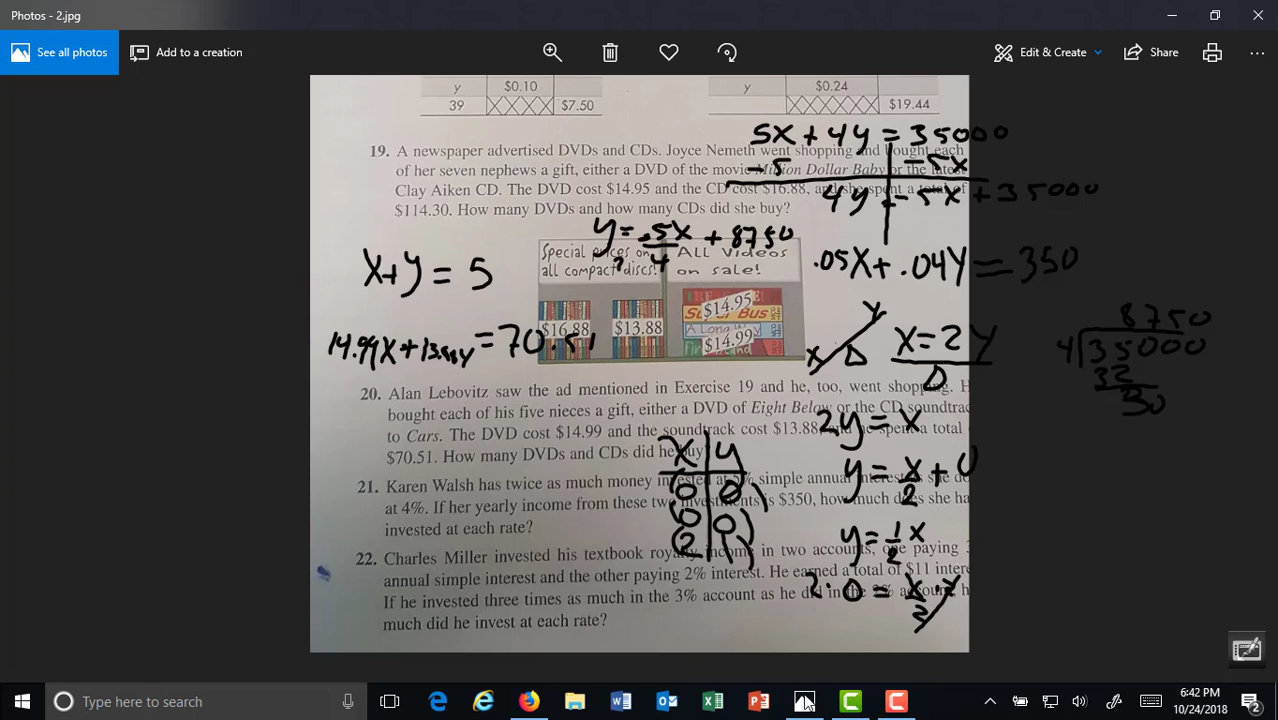 Photos - 2.jpg
See all photos
Add to a creation
Edit & Create
Share
y $0.10
39 $7.50
y $0.24
$19.44
5x + 4y = 35000
-5 -5x
4y = -5x + 35000
19. A newspaper advertised DVDs and CDs. Joyce Nemeth went shopping and bought each
of her seven nephews a gift, either a DVD of the movie Million Dollar Baby or the latest
Clay Aiken CD. The DVD cost $14.95 and the CD cost $16.88, and she spent a total of
$114.30. How many DVDs and how many CDs did she buy?
y = -5x + 8750
4
x+y = 5
Special prices on
all compact discs!
ALL Videos
on sale!
.05x + .04y = 350
$16.88
$13.88
$14.95
$14.99
14.99x + 13.88y = 70.51
x = 2y
8750
4 35000
32
30
20. Alan Lebovitz saw the ad mentioned in Exercise 19 and he, too, went shopping. H
bought each of his five nieces a gift, either a DVD of Eight Below or the CD soundtrac
to Cars. The DVD cost $14.99 and the soundtrack cost $13.88, and he spent a total
$70.51. How many DVDs and CDs did he buy?
2y = x
x y
0 0
0 0
2 1
y = x/2 + 0
y = 1/2 x
2·0 = x/2
21. Karen Walsh has twice as much money invested at 5% simple annual interest as she do
at 4%. If her yearly income from these two investments is $350, how much does she ha
invested at each rate?
22. Charles Miller invested his textbook royalty income in two accounts, one paying 3
annual simple interest and the other paying 2% interest. He earned a total of $11 intere
If he invested three times as much in the 3% account as he did in the 2% account, h
much did he invest at each rate?
Type here to search
6:42 PM
10/24/2018
2